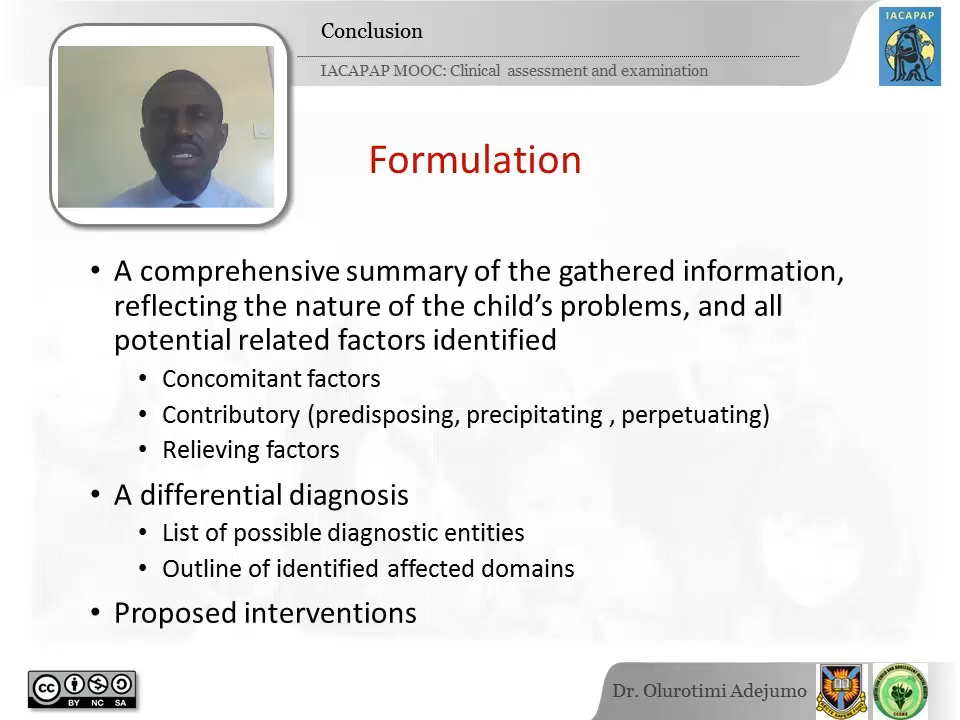 Conclusion
IACAPAP MOOC: Clinical assessment and examination
IACAPAP
Formulation
• A comprehensive summary of the gathered information,
reflecting the nature of the child's problems, and all
potential related factors identified
• Concomitant factors
• Contributory (predisposing, precipitating , perpetuating)
• Relieving factors
• A differential diagnosis
• List of possible diagnostic entities
• Outline of identified affected domains
• Proposed interventions
cc
BY NC SA
Dr. Olurotimi Adejumo